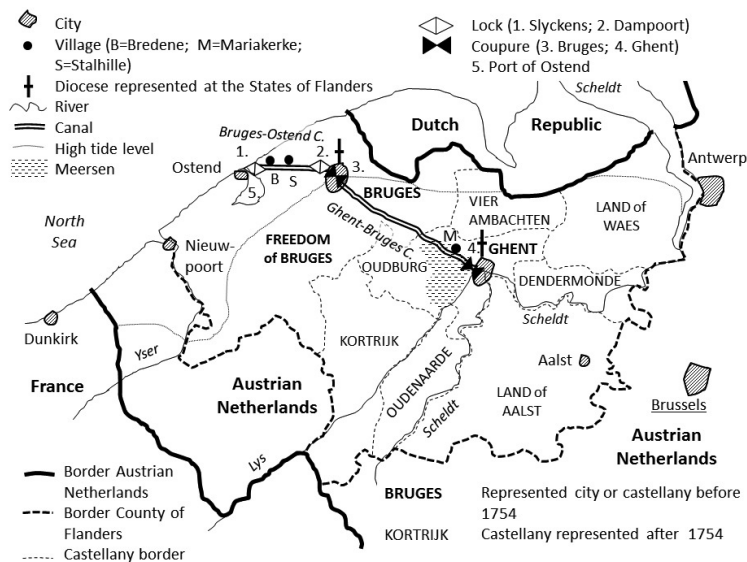 City
Village (B=Bredene; M=Mariakerke;
S=Stalhille)
Diocese represented at the States of Flanders
River
Canal
High tide level
Meersen
Lock (1. Slyckens; 2. Dampoort)
Coupure (3. Bruges; 4. Ghent)
5. Port of Ostend
Scheldt
Dutch Republic
Bruges-Ostend C.
1.
2.
3.
Ostend
B
S
5.
Antwerp
BRUGES
VIER
AMBACHTEN
LAND of
WAES
North
Sea
Nieuw-
poort
FREEDOM
of BRUGES
Ghent-Bruges C.
M
4.
GHENT
OUDBURG
DENDERMONDE
Scheldt
Dunkirk
Yser
KORTRIJK
France
Austrian
Netherlands
OUDENAARDE
Scheldt
Aalst
LAND of
AALST
Brussels
Austrian
Netherlands
Lys
Border Austrian
Netherlands
Border County of
Flanders
Castellany border
BRUGES Represented city or castellany before
1754
KORTRIJK Castellany represented after 1754